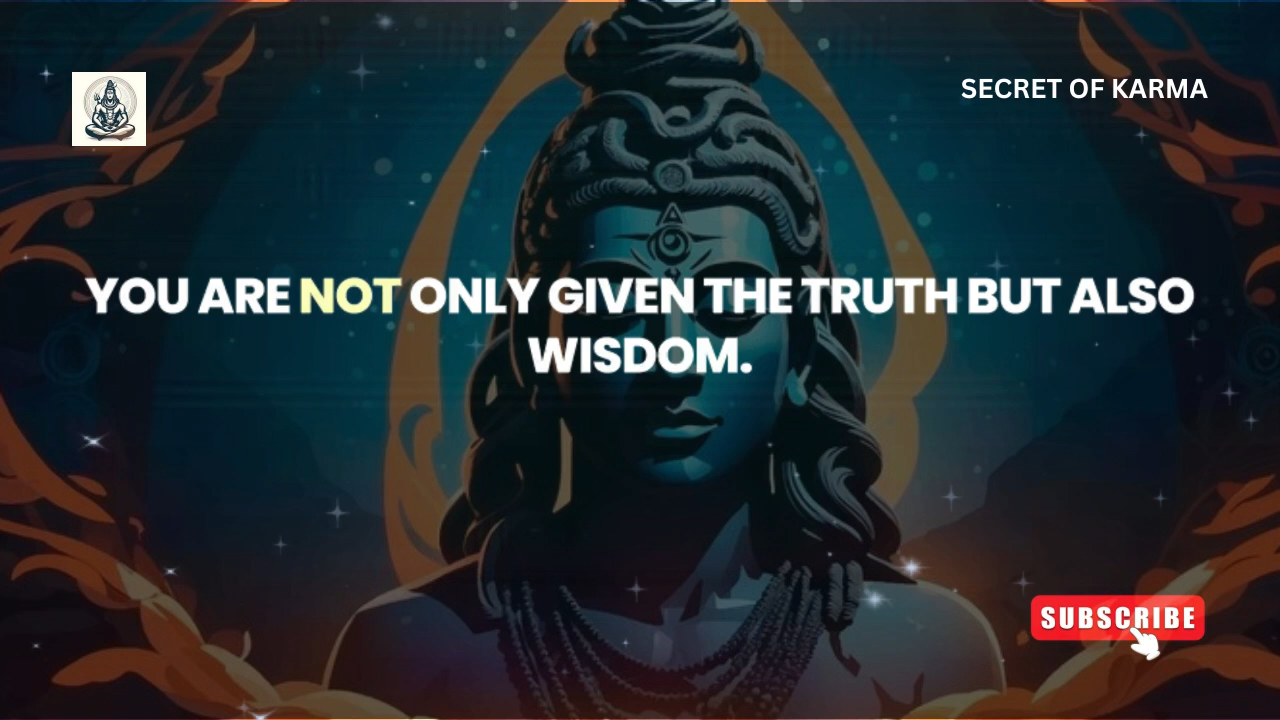 SECRET OF KARMA
YOU ARE NOT ONLY GIVEN THE TRUTH BUT ALSO
WISDOM.
SUBSCRIBE